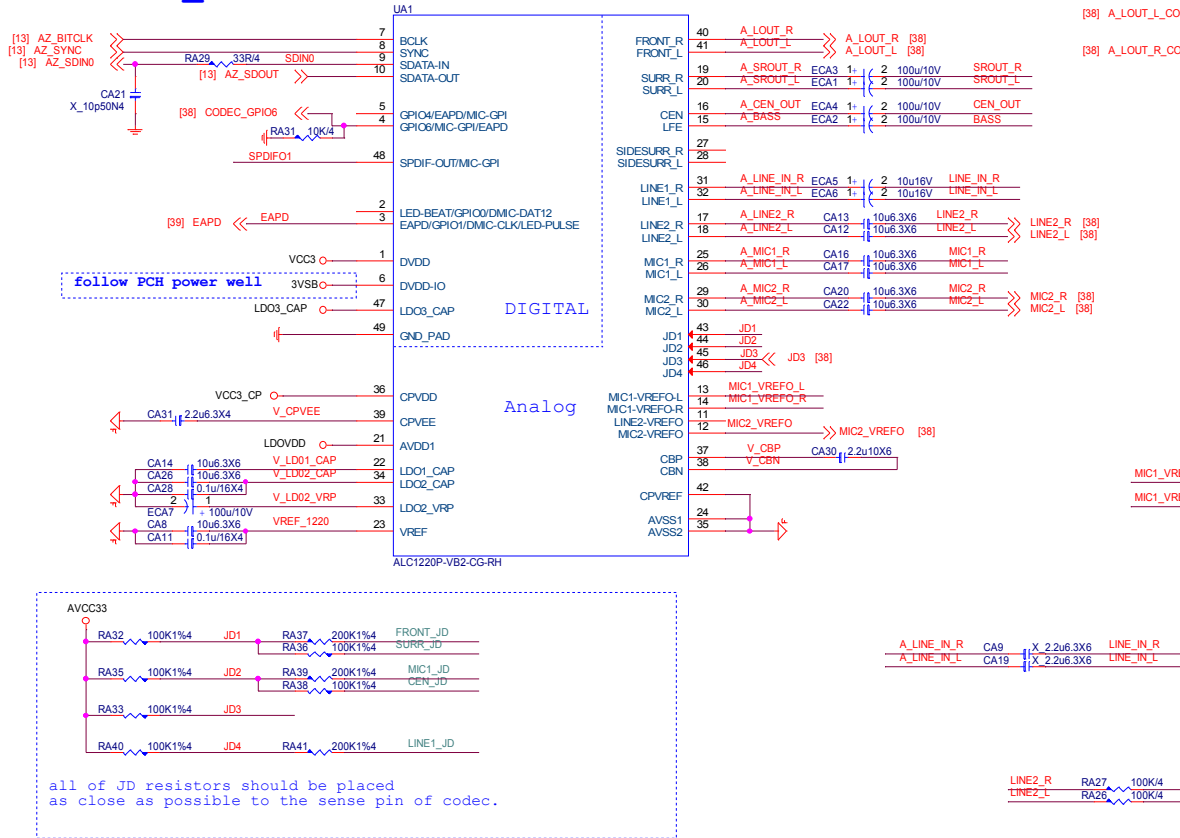 UA1
[38] A_LOUT_L_CO
[38] A_LOUT_R_CO
[13] AZ_BITCLK 7 BCLK
[13] AZ_SYNC 8 SYNC
[13] AZ_SDIN0 RA29 33R/4 SDIN0 9 SDATA-IN
[13] AZ_SDOUT 10 SDATA-OUT
CA21
X_10p50N4
[38] CODEC_GPIO6
5 GPIO4/EAPD/MIC-GPI
4 GPIO6/MIC-GPI/EAPD
RA31 10K/4
SPDIFO1 48 SPDIF-OUT/MIC-GPI
2 LED-BEAT/GPIO0/DMIC-DAT12
[39] EAPD EAPD 3 EAPD/GPIO1/DMIC-CLK/LED-PULSE
VCC3 1 DVDD
follow PCH power well
3VSB 6 DVDD-IO
LDO3_CAP 47 LDO3_CAP
49 GND_PAD
DIGITAL
Analog
VCC3_CP 36 CPVDD
CA31 2.2u6.3X4 V_CPVEE 39 CPVEE
LDOVDD 21 AVDD1
CA14 10u6.3X6 V_LD01_CAP 22 LDO1_CAP
CA26 10u6.3X6 V_LD02_CAP 34 LDO2_CAP
CA28 0.1u/16X4
ECA7 2 1 + 100u/10V V_LD02_VRP 33 LDO2_VRP
CA8 10u6.3X6 VREF_1220 23 VREF
CA11 0.1u/16X4
FRONT_R 40 A_LOUT_R A_LOUT_R [38]
FRONT_L 41 A_LOUT_L A_LOUT_L [38]
SURR_R 19 A_SROUT_R ECA3 1 + 2 100u/10V SROUT_R
SURR_L 20 A_SROUT_L ECA1 1 + 2 100u/10V SROUT_L
CEN 16 A_CEN_OUT ECA4 1 + 2 100u/10V CEN_OUT
LFE 15 A_BASS ECA2 1 + 2 100u/10V BASS
SIDESURR_R 27
SIDESURR_L 28
LINE1_R 31 A_LINE_IN_R ECA5 1 + 2 10u16V LINE_IN_R
LINE1_L 32 A_LINE_IN_L ECA6 1 + 2 10u16V LINE_IN_L
LINE2_R 17 A_LINE2_R CA13 10u6.3X6 LINE2_R LINE2_R [38]
LINE2_L 18 A_LINE2_L CA12 10u6.3X6 LINE2_L LINE2_L [38]
MIC1_R 25 A_MIC1_R CA16 10u6.3X6 MIC1_R
MIC1_L 26 A_MIC1_L CA17 10u6.3X6 MIC1_L
MIC2_R 29 A_MIC2_R CA20 10u6.3X6 MIC2_R MIC2_R [38]
MIC2_L 30 A_MIC2_L CA22 10u6.3X6 MIC2_L MIC2_L [38]
JD1 43 JD1
JD2 44 JD2
JD3 45 JD3 JD3 [38]
JD4 46 JD4
MIC1-VREFO-L 13 MIC1_VREFO_L
MIC1-VREFO-R 14 MIC1_VREFO_R
LINE2-VREFO 11
MIC2-VREFO 12 MIC2_VREFO MIC2_VREFO [38]
CBP 37 V_CBP CA30 2.2u10X6
CBN 38 V_CBN
CPVREF 42
AVSS1 24
AVSS2 35
ALC1220P-VB2-CG-RH
MIC1_VRE
MIC1_VRE
AVCC33
RA32 100K1%4 JD1 RA37 200K1%4 FRONT_JD
RA36 100K1%4 SURR_JD
RA35 100K1%4 JD2 RA39 200K1%4 MIC1_JD
RA38 100K1%4 CEN_JD
RA33 100K1%4 JD3
RA40 100K1%4 JD4 RA41 200K1%4 LINE1_JD
all of JD resistors should be placed
as close as possible to the sense pin of codec.
A_LINE_IN_R CA9 X_2.2u6.3X6 LINE_IN_R
A_LINE_IN_L CA19 X_2.2u6.3X6 LINE_IN_L
LINE2_R RA27 100K/4
LINE2_L RA26 100K/4